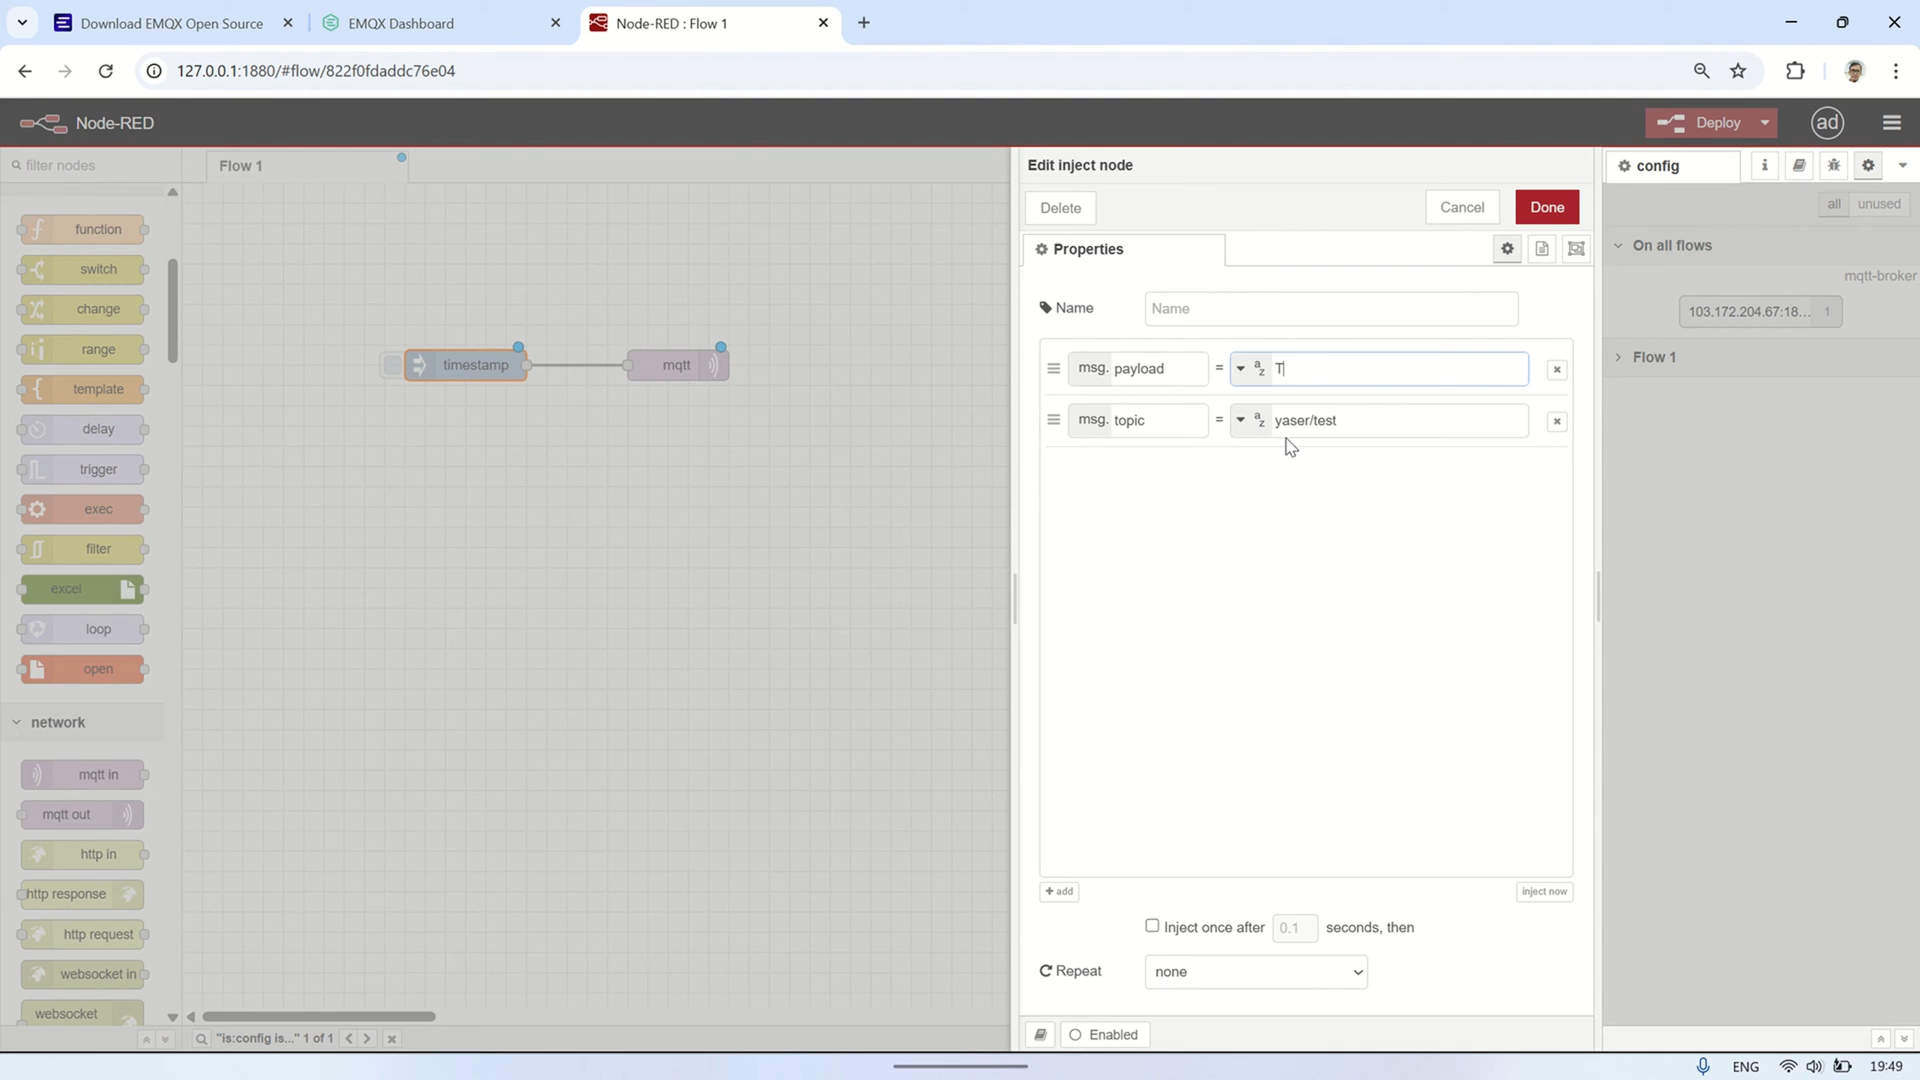 Download EMQX Open Source
EMQX Dashboard
Node-RED : Flow 1
127.0.0.1:1880/#flow/822f0fdaddc76e04
Node-RED
Deploy
ad
filter nodes
Flow 1
function
switch
change
range
template
delay
trigger
exec
filter
excel
loop
open
network
mqtt in
mqtt out
http in
http response
http request
websocket in
websocket
timestamp
mqtt
"is:config is..." 1 of 1
Edit inject node
Delete
Cancel
Done
Properties
Name
Name
msg. payload = az T
msg. topic = az yaser/test
+ add
inject now
Inject once after 0.1 seconds, then
Repeat
none
Enabled
config
all
unused
On all flows
mqtt-broker
103.172.204.67:18... 1
Flow 1
ENG
19:49